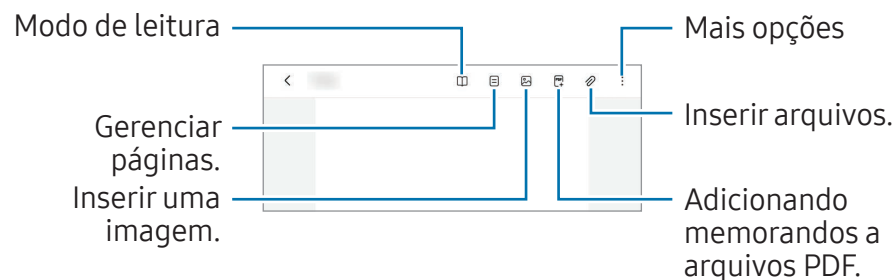 Modo de leitura
Mais opções
Gerenciar
páginas.
Inserir arquivos.
Inserir uma
imagem.
Adicionando
memorandos a
arquivos PDF.